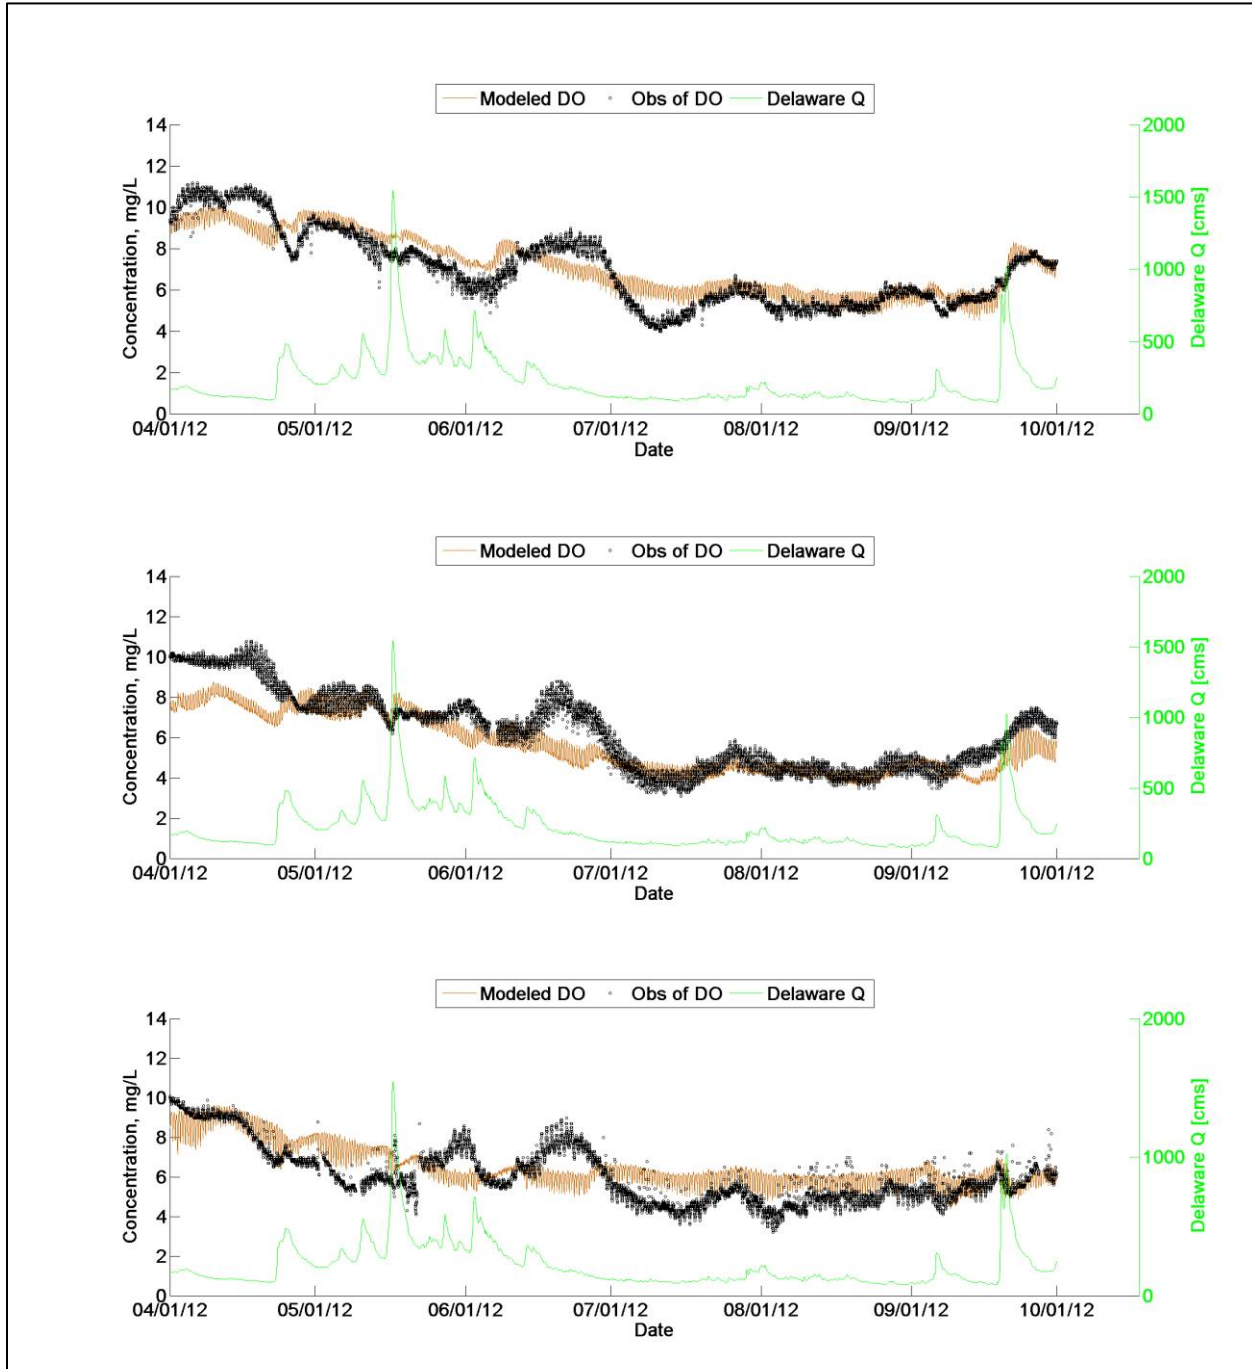 Modeled DO Obs of DO Delaware Q
14 2000
12
10 1500
8
6 1000
4 500
2
0 0
Concentration, mg/L
Delaware Q [cms]
04/01/12 05/01/12 06/01/12 07/01/12 08/01/12 09/01/12 10/01/12
Date
Modeled DO Obs of DO Delaware Q
14 2000
12
10 1500
8
6 1000
4 500
2
0 0
Concentration, mg/L
Delaware Q [cms]
04/01/12 05/01/12 06/01/12 07/01/12 08/01/12 09/01/12 10/01/12
Date
Modeled DO Obs of DO Delaware Q
14 2000
12
10
8
6 1000
4
2
0 0
Concentration, mg/L
Delaware Q [cms]
04/01/12 05/01/12 06/01/12 07/01/12 08/01/12 09/01/12 10/01/12
Date